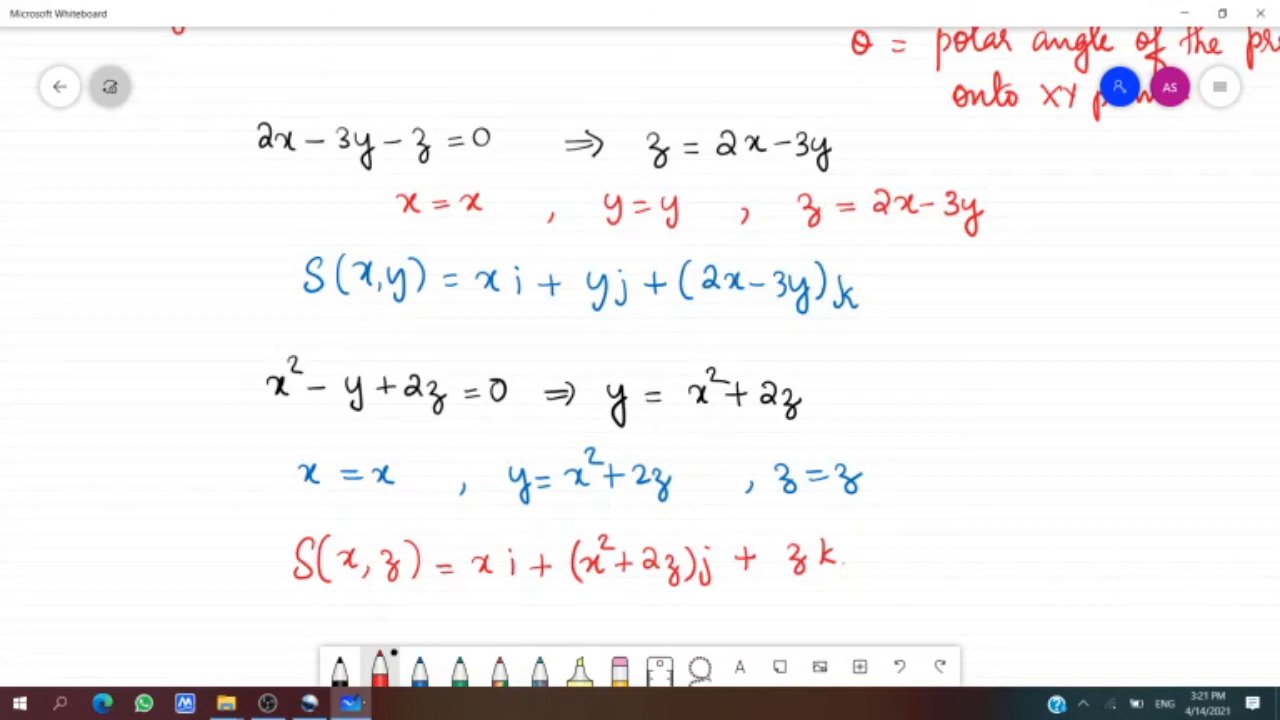 Microsoft Whiteboard
θ = polar angle of the
onto XY
AS
2x - 3y - z = 0 ⇒ z = 2x - 3y
x = x , y = y , z = 2x - 3y
S(x,y) = x i + y j + (2x - 3y) k
x² - y + 2z = 0 ⇒ y = x² + 2z
x = x , y = x² + 2z , z = z
S(x, z) = x i + (x² + 2z) j + z k
A
ENG
3:21 PM
4/14/2021